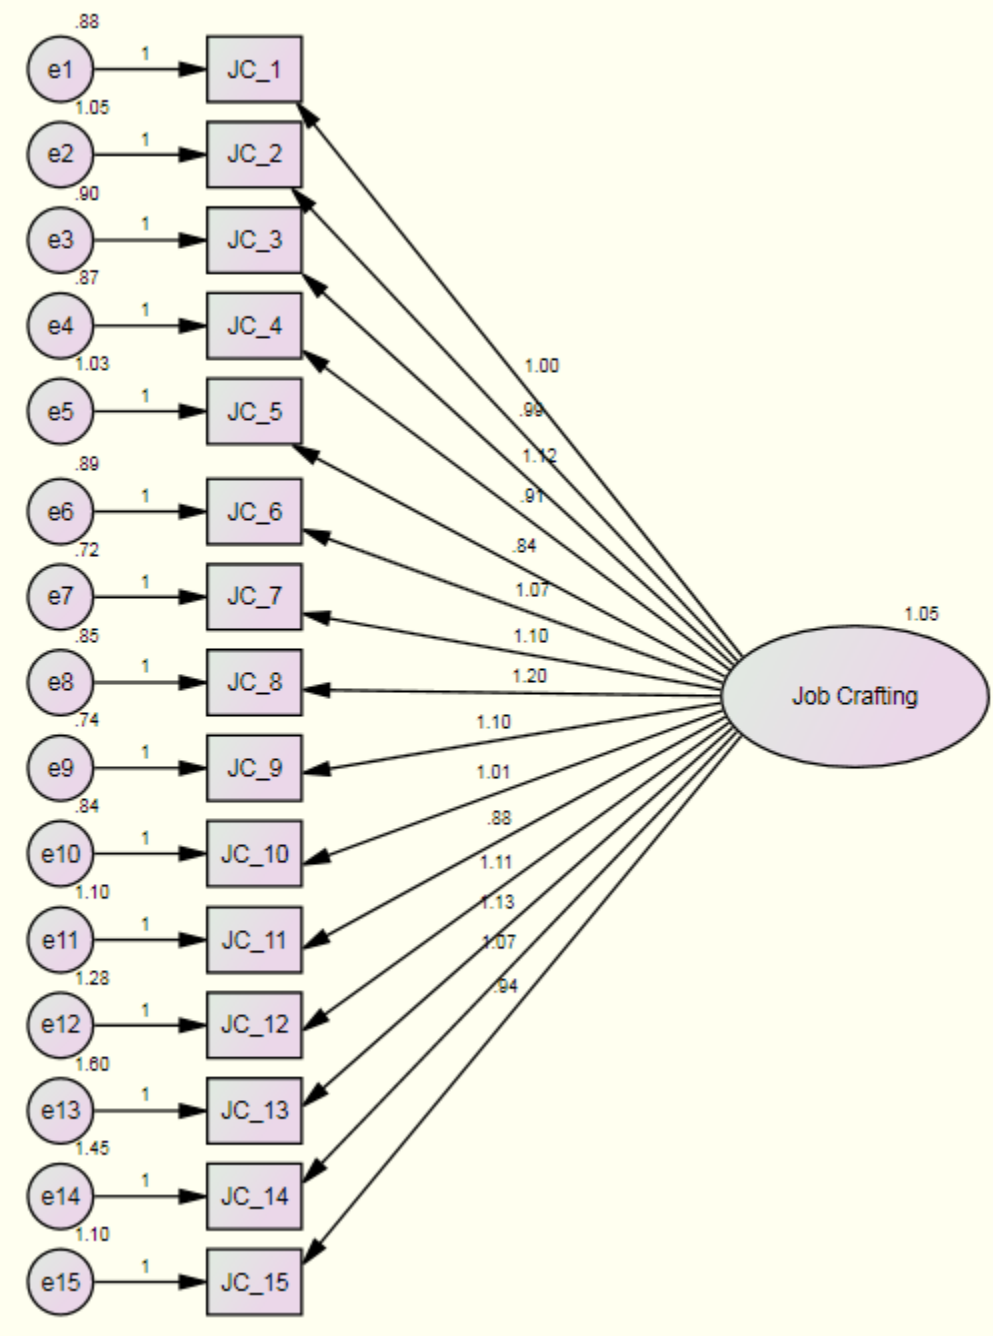 .88
e1 1 JC_1
1.05
e2 1 JC_2
.90
e3 1 JC_3
.87
e4 1 JC_4
1.03
e5 1 JC_5
.89
e6 1 JC_6
.72
e7 1 JC_7
.85
e8 1 JC_8
.74
e9 1 JC_9
.84
e10 1 JC_10
1.10
e11 1 JC_11
1.28
e12 1 JC_12
1.60
e13 1 JC_13
1.45
e14 1 JC_14
1.10
e15 1 JC_15
1.00
.99
1.12
.91
.84
1.07
1.10
1.20
1.10
1.01
.88
1.11
1.13
1.07
.94
1.05
Job Crafting